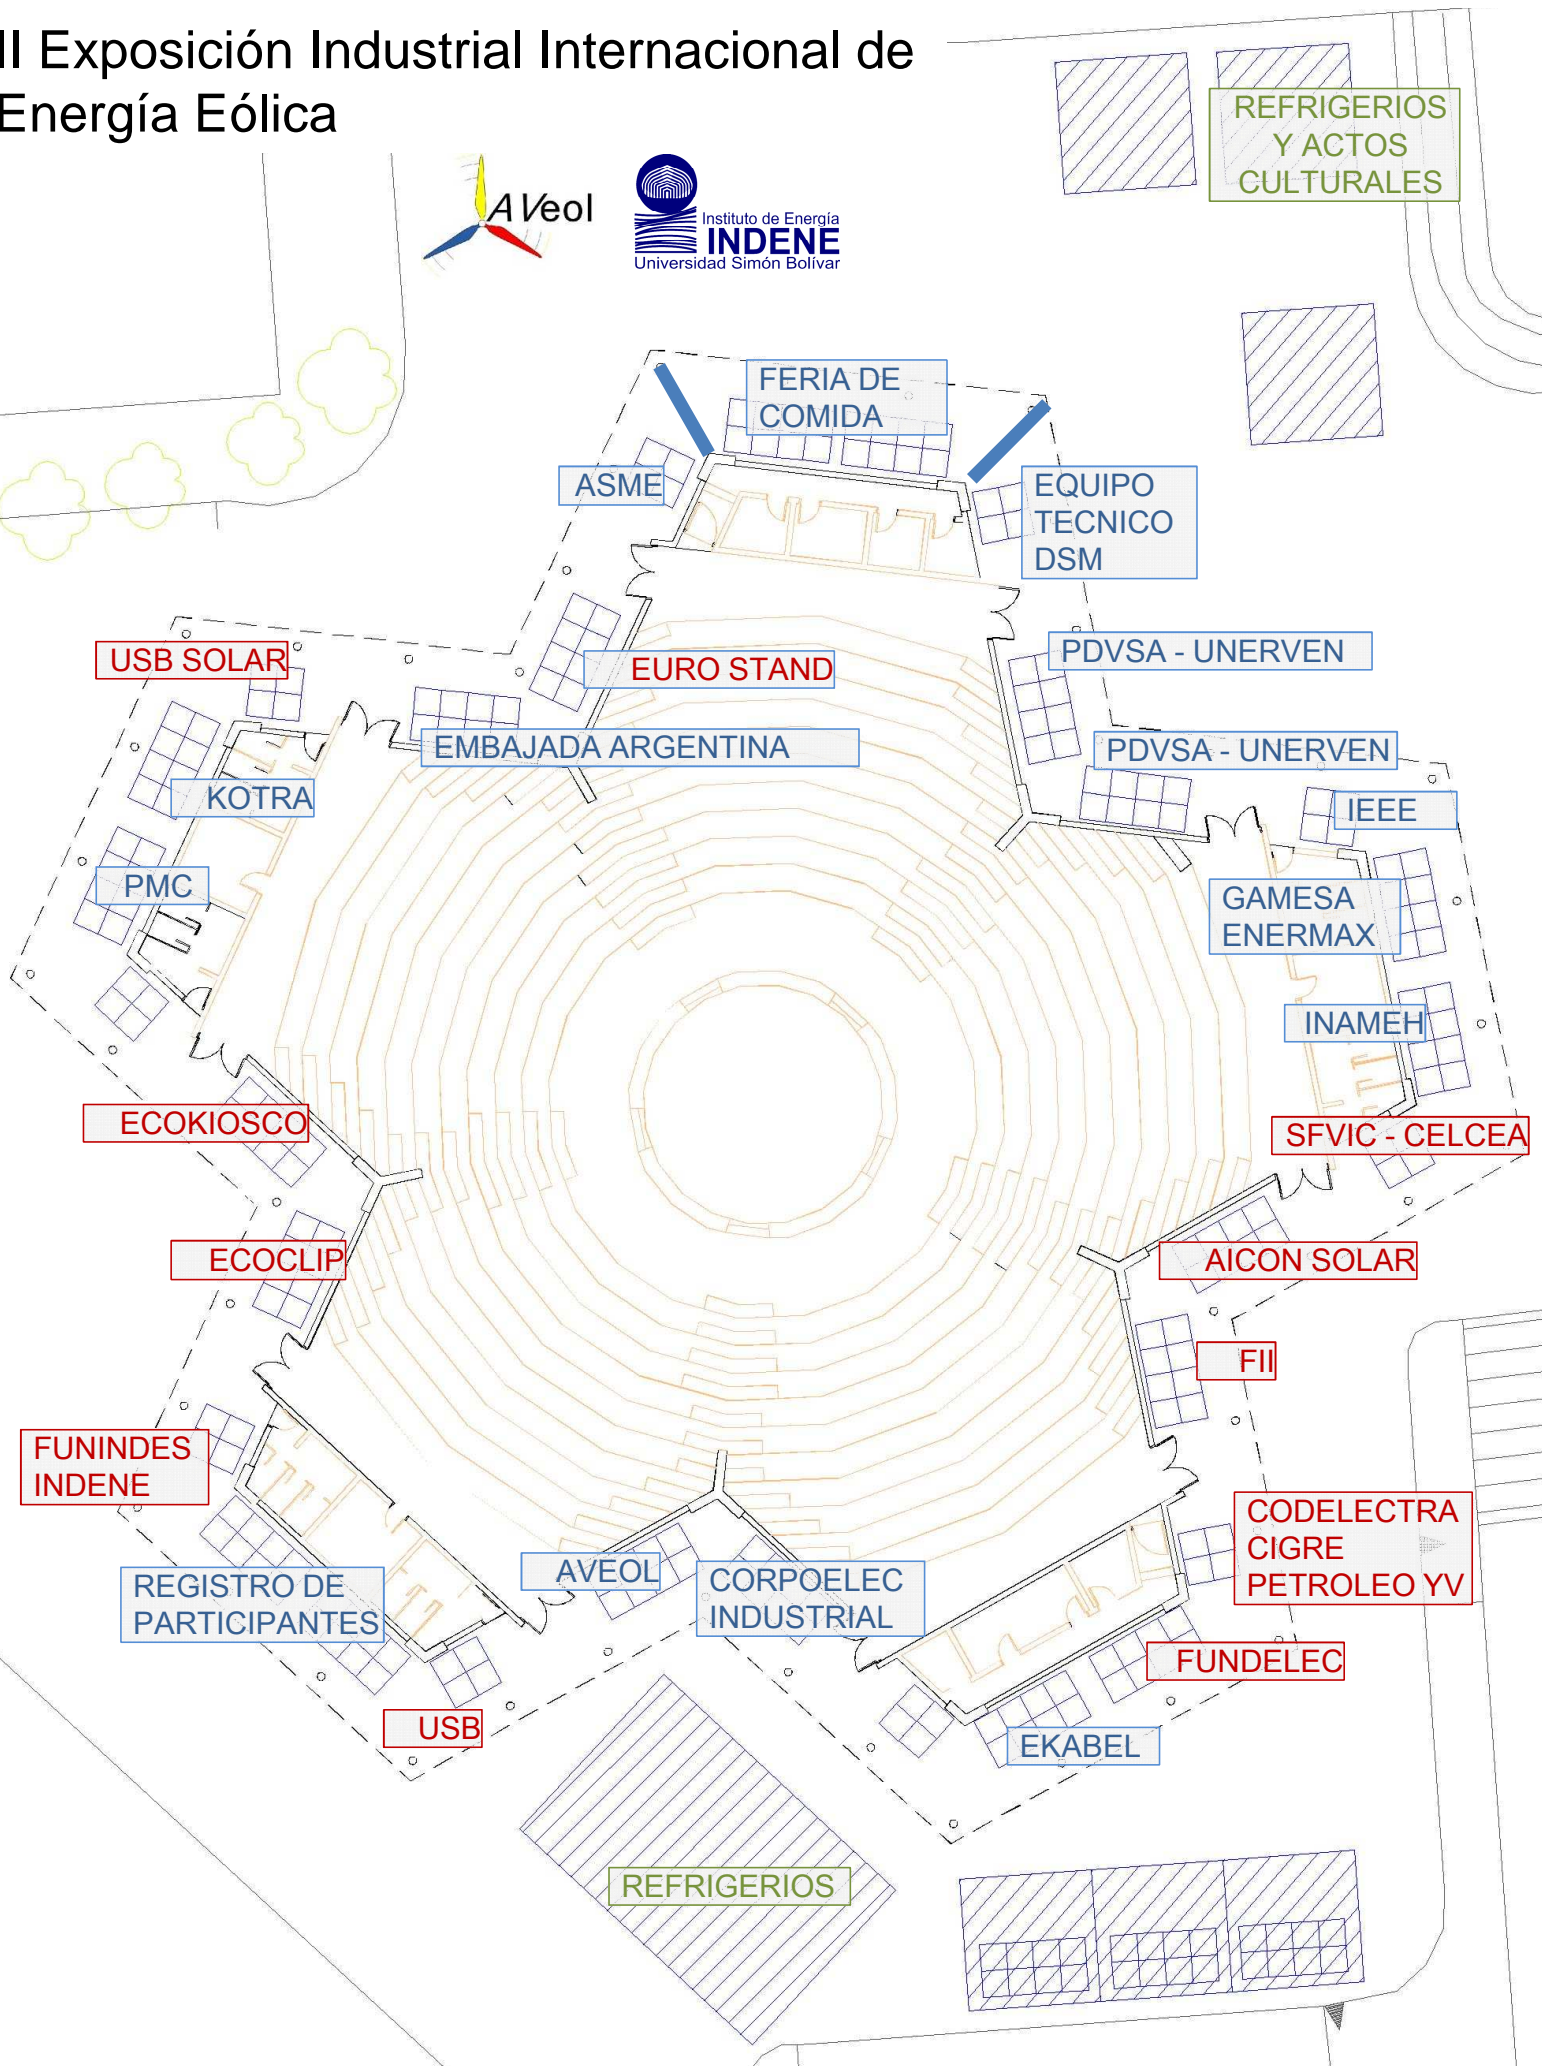 II Exposición Industrial Internacional de
Energía Eólica
REFRIGERIOS
Y ACTOS
CULTURALES
AVeol
Instituto de Energía
INDENE
Universidad Simón Bolívar
FERIA DE
COMIDA
ASME
EQUIPO
TECNICO
DSM
USB SOLAR
EURO STAND
PDVSA - UNERVEN
EMBAJADA ARGENTINA
PDVSA - UNERVEN
KOTRA
IEEE
PMC
GAMESA
ENERMAX
INAMEH
ECOKIOSCO
SFVIC - CELCEA
ECOCLIP
AICON SOLAR
FII
FUNINDES
INDENE
CODELECTRA
CIGRE
PETROLEO YV
REGISTRO DE
PARTICIPANTES
AVEOL
CORPOELEC
INDUSTRIAL
FUNDELEC
USB
EKABEL
REFRIGERIOS